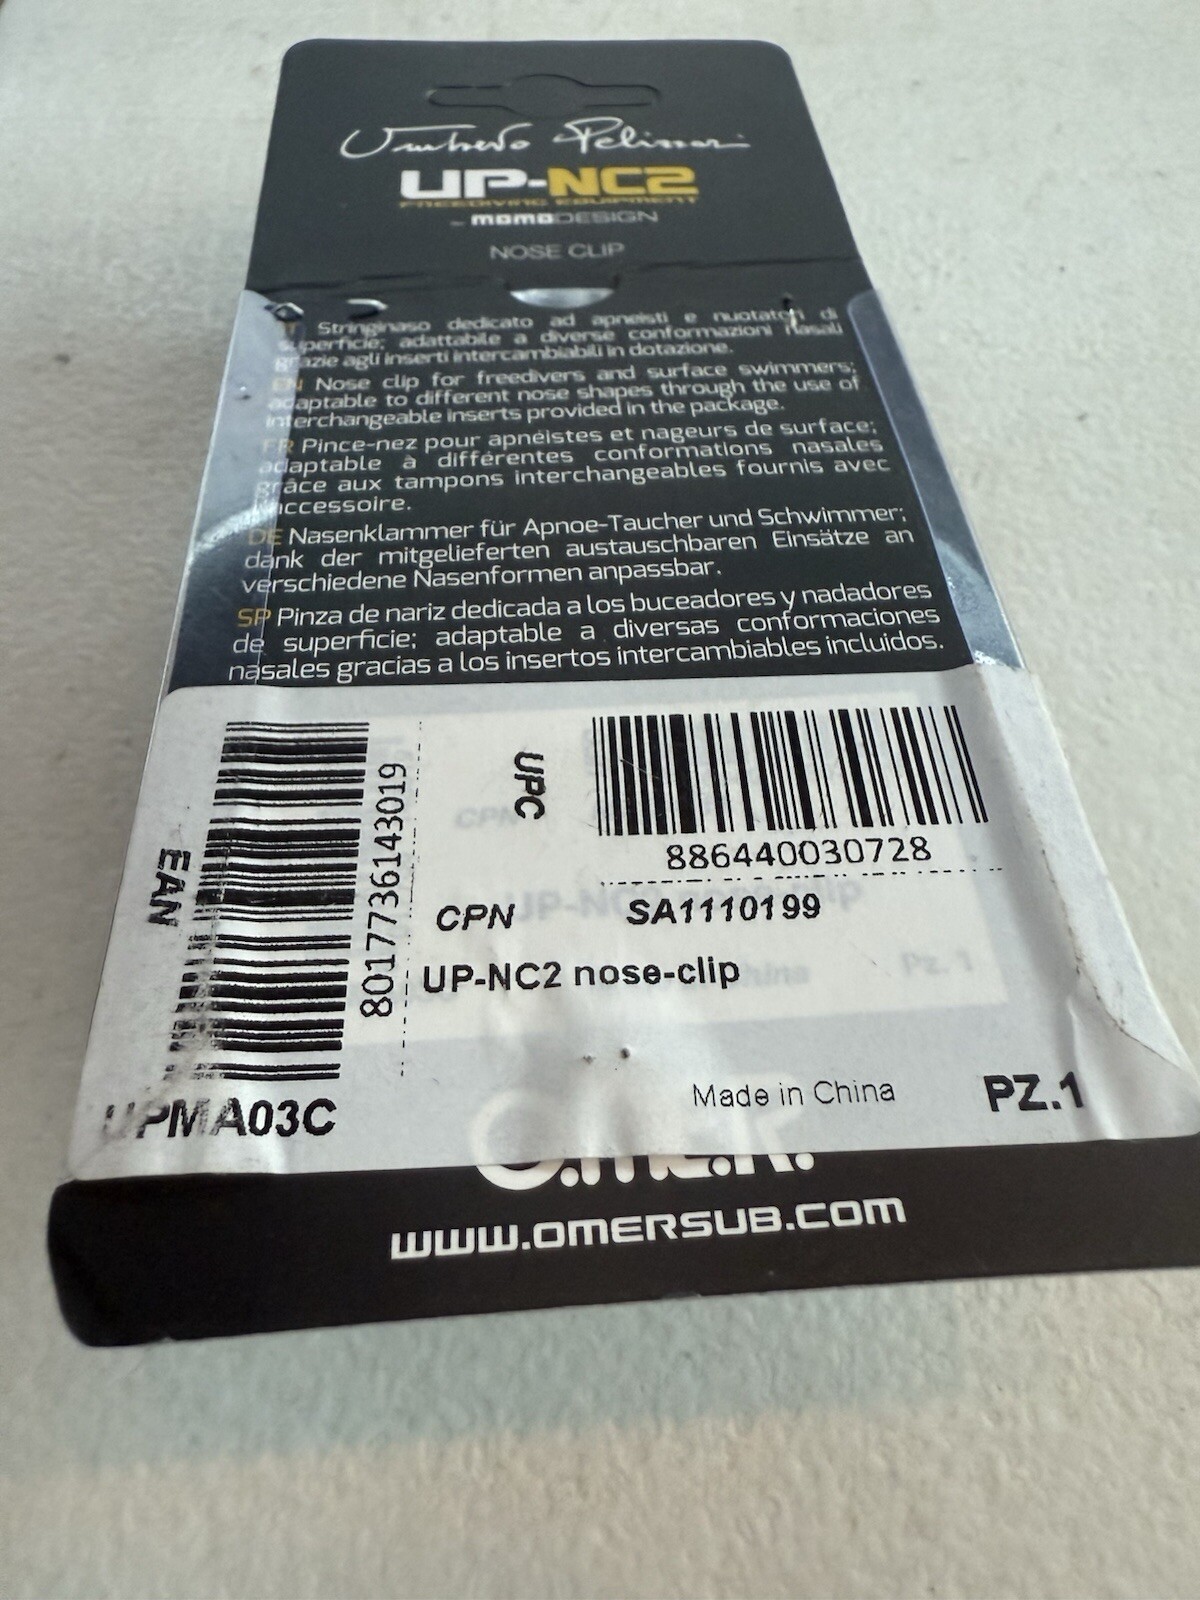 Umberto Pelizzari
UP-NC2
FREEDIVING EQUIPMENT
momoDESIGN
NOSE CLIP
IT Stringinaso dedicato ad apneisti e nuotatori di
superficie; adattabile a diverse conformazioni nasali
grazie agli inserti intercambiabili in dotazione.
EN Nose clip for freedivers and surface swimmers;
adaptable to different nose shapes through the use of
interchangeable inserts provided in the package.
FR Pince-nez pour apnéistes et nageurs de surface;
adaptable à différentes conformations nasales
grâce aux tampons interchangeables fournis avec
accessoire.
DE Nasenklammer für Apnoe-Taucher und Schwimmer;
dank der mitgelieferten austauschbaren Einsätze an
verschiedene Nasenformen anpassbar.
SP Pinza de nariz dedicada a los buceadores y nadadores
de superficie; adaptable a diversas conformaciones
nasales gracias a los insertos intercambiables incluidos.
EAN
8017736143019
UPC
886440030728
CPN SA1110199
UP-NC2 nose-clip
Made in China
PZ.1
UPMA03C
O.ME.R.
www.OMERSUB.COM